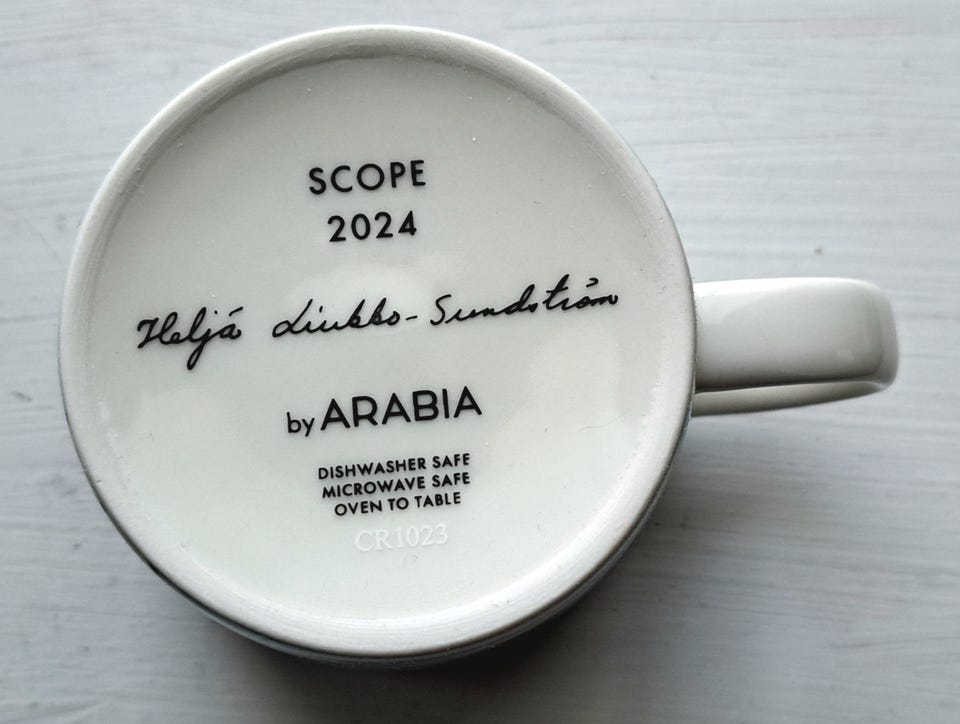 SCOPE
2024
Heljä Liukko-Sundström
by ARABIA
DISHWASHER SAFE
MICROWAVE SAFE
OVEN TO TABLE
CR1023